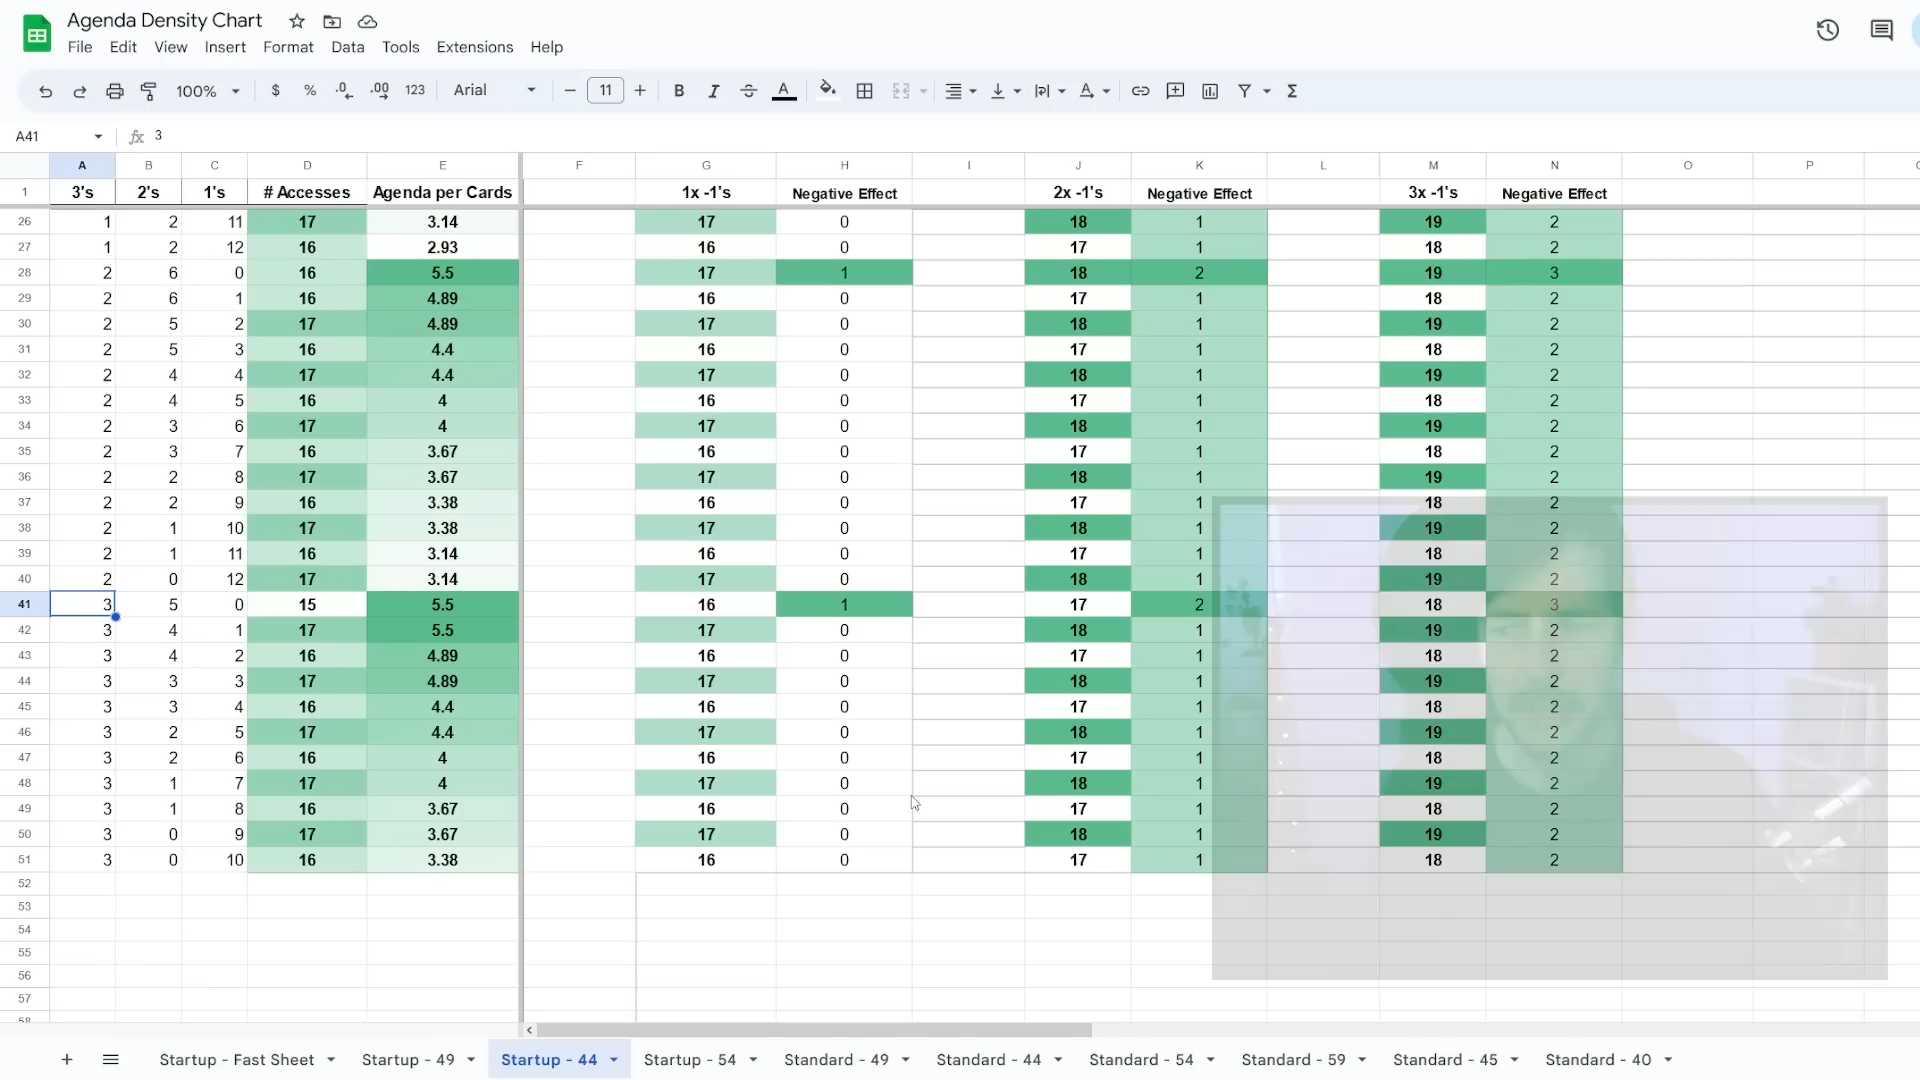 Agenda Density Chart
File Edit View Insert Format Data Tools Extensions Help
100% $ % .0 .00 123 Arial − 11 + B I A Σ
A41 fx 3
A B C D E F G H I J K L M N O P
1 3's 2's 1's # Accesses Agenda per Cards 1x -1's Negative Effect 2x -1's Negative Effect 3x -1's Negative Effect
26 1 2 11 17 3.14 17 0 18 1 19 2
27 1 2 12 16 2.93 16 0 17 1 18 2
28 2 6 0 16 5.5 17 1 18 2 19 3
29 2 6 1 16 4.89 16 0 17 1 18 2
30 2 5 2 17 4.89 17 0 18 1 19 2
31 2 5 3 16 4.4 16 0 17 1 18 2
32 2 4 4 17 4.4 17 0 18 1 19 2
33 2 4 5 16 4 16 0 17 1 18 2
34 2 3 6 17 4 17 0 18 1 19 2
35 2 3 7 16 3.67 16 0 17 1 18 2
36 2 2 8 17 3.67 17 0 18 1 19 2
37 2 2 9 16 3.38 16 0 17 1 18 2
38 2 1 10 17 3.38 17 0 18 1 19 2
39 2 1 11 16 3.14 16 0 17 1 18 2
40 2 0 12 17 3.14 17 0 18 1 19 2
41 3 5 0 15 5.5 16 1 17 2 18 3
42 3 4 1 17 5.5 17 0 18 1 19 2
43 3 4 2 16 4.89 16 0 17 1 18 2
44 3 3 3 17 4.89 17 0 18 1 19 2
45 3 3 4 16 4.4 16 0 17 1 18 2
46 3 2 5 17 4.4 17 0 18 1 19 2
47 3 2 6 16 4 16 0 17 1 18 2
48 3 1 7 17 4 17 0 18 1 19 2
49 3 1 8 16 3.67 16 0 17 1 18 2
50 3 0 9 17 3.67 17 0 18 1 19 2
51 3 0 10 16 3.38 16 0 17 1 18 2
52
53
54
55
56
57
Startup - Fast Sheet Startup - 49 Startup - 44 Startup - 54 Standard - 49 Standard - 44 Standard - 54 Standard - 59 Standard - 45 Standard - 40